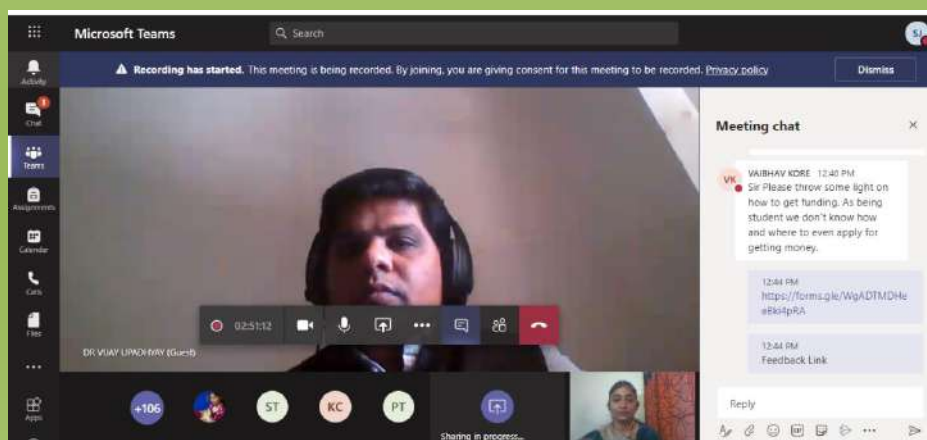 Microsoft Teams
Search
SJ
Recording has started. This meeting is being recorded. By joining, you are giving consent for this meeting to be recorded. Privacy policy
Dismiss
Activity
Chat
1
Teams
Assignments
Calendar
Calls
Files
Apps
02:51:12
DR VIJAY UPADHYAY (Guest)
+106
ST
KC
PT
Sharing in progress...
Meeting chat
VK
VAIBHAV KORE 12:40 PM
Sir Please throw some light on
how to get funding. As being
student we don't know how
and where to even apply for
getting money.
12:44 PM
https://forms.gle/WgADTMDHe
aBki4pRA
12:44 PM
Feedback Link
Reply
GIF